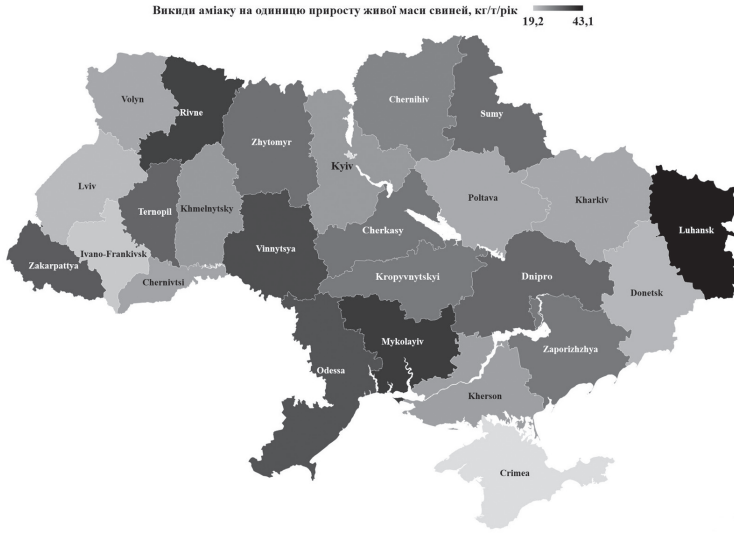 Викиди аміаку на одиницю приросту живої маси свиней, кг/т/рік
19,2 43,1
Volyn
Rivne
Zhytomyr
Chernihiv
Sumy
Kyiv
Lviv
Ternopil
Khmelnytsky
Poltava
Kharkiv
Luhansk
Cherkasy
Ivano-Frankivsk
Vinnytsya
Zakarpattya
Chernivtsi
Kropyvnytskyi
Dnipro
Donetsk
Mykolayiv
Zaporizhzhya
Odessa
Kherson
Crimea